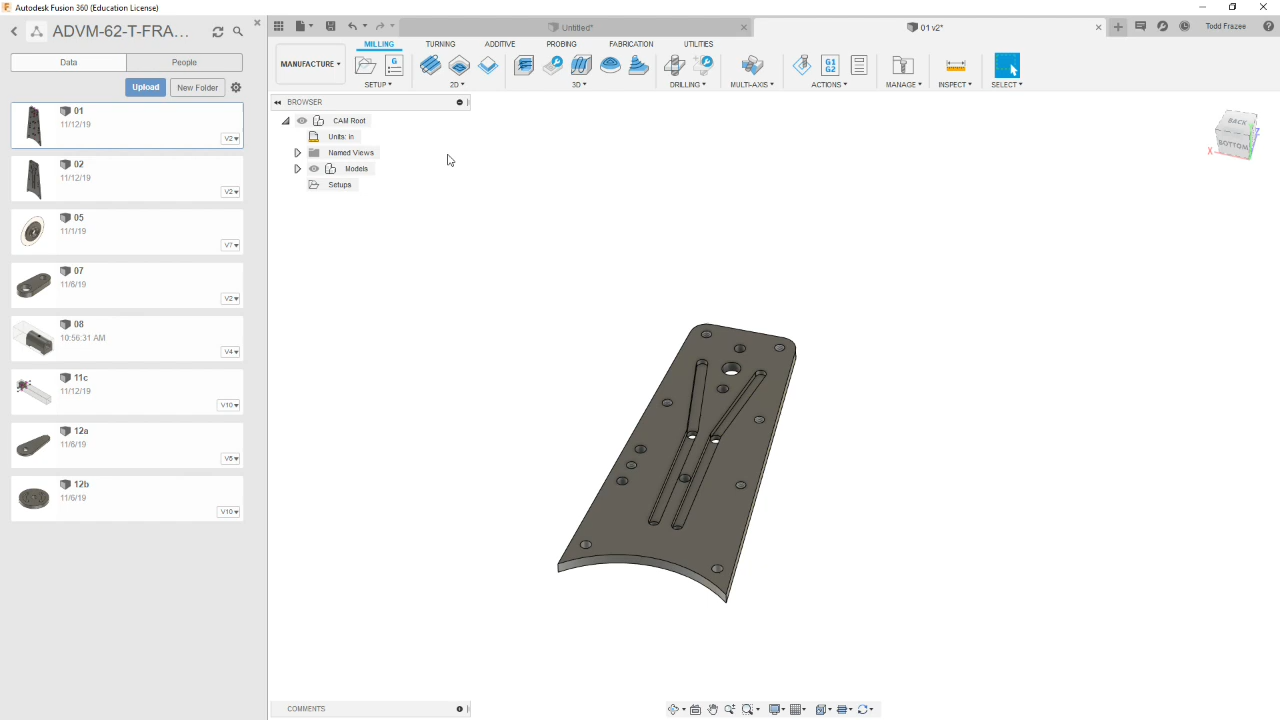 Autodesk Fusion 360 (Education License)
ADVM-62-T-FRA...
Untitled*
01 v2*
Todd Frazee
Data
People
MILLING
TURNING
ADDITIVE
PROBING
FABRICATION
UTILITIES
MANUFACTURE
G1
G2
SETUP
2D
3D
DRILLING
MULTI-AXIS
ACTIONS
MANAGE
INSPECT
SELECT
Upload
New Folder
BROWSER
CAM Root
Units: in
Named Views
Models
Setups
01
11/12/19
V2
02
11/12/19
V2
05
11/1/19
V7
07
11/6/19
V2
08
10:56:31 AM
V4
11c
11/12/19
V10
12a
11/6/19
V5
12b
11/6/19
V10
BACK
BOTTOM
X
Z
COMMENTS